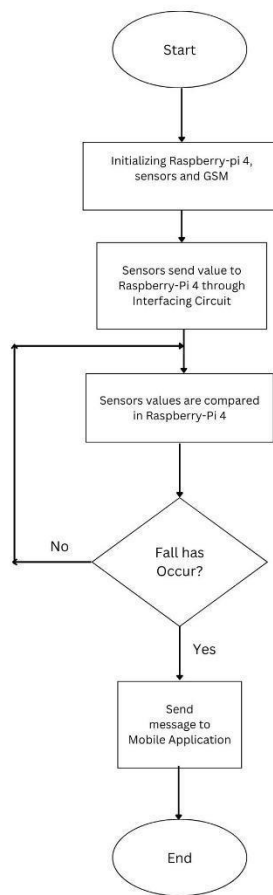 Start
Initializing Raspberry-pi 4,
sensors and GSM
Sensors send value to
Raspberry-Pi 4 through
Interfacing Circuit
Sensors values are compared
in Raspberry-Pi 4
No
Fall has
Occur?
Yes
Send
message to
Mobile Application
End